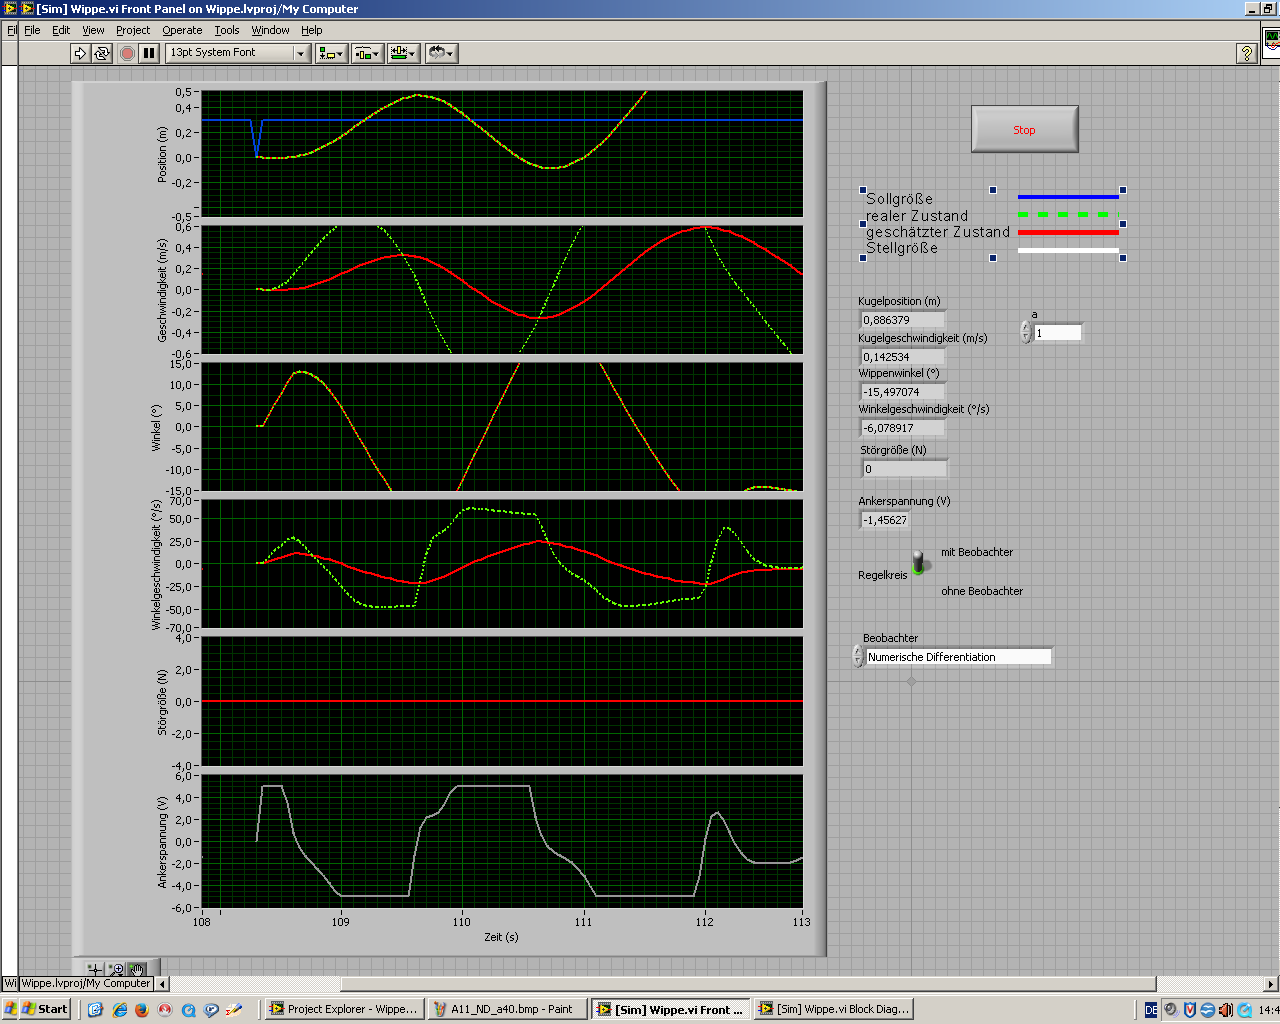 [Sim] Wippe.vi Front Panel on Wippe.lvproj/My Computer
Fil File Edit View Project Operate Tools Window Help
13pt System Font
?
0,5
0,4
0,2
0,0
-0,2
-0,5
Position (m)
0,6
0,4
0,2
0,0
-0,2
-0,4
-0,6
Geschwindigkeit (m/s)
15,0
10,0
5,0
0,0
-5,0
-10,0
-15,0
Winkel (°)
70,0
50,0
25,0
0,0
-25,0
-50,0
-70,0
Winkelgeschwindigkeit (°/s)
4,0
2,0
0,0
-2,0
-4,0
Störgröße (N)
6,0
4,0
2,0
0,0
-2,0
-4,0
-6,0
Ankerspannung (V)
108 109 110 111 112 113
Zeit (s)
Stop
Sollgröße
realer Zustand
geschätzter Zustand
Stellgröße
Kugelposition (m)
0,886379
a
1
Kugelgeschwindigkeit (m/s)
0,142534
Wippenwinkel (°)
-15,497074
Winkelgeschwindigkeit (°/s)
-6,078917
Störgröße (N)
0
Ankerspannung (V)
-1,45627
mit Beobachter
Regelkreis
ohne Beobachter
Beobachter
Numerische Differentiation
Wi Wippe.lvproj/My Computer
Start
Project Explorer - Wippe...
A11_ND_a40.bmp - Paint
[Sim] Wippe.vi Front ...
[Sim] Wippe.vi Block Diag...
DE
14:4